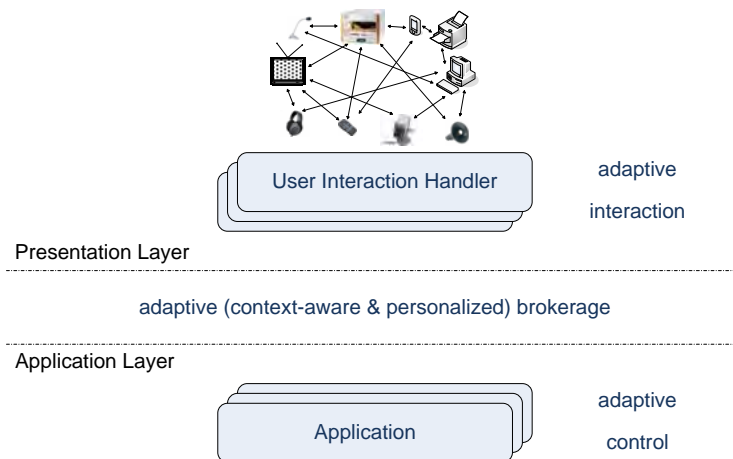 User Interaction Handler
adaptive
interaction
Presentation Layer
adaptive (context-aware & personalized) brokerage
Application Layer
Application
adaptive
control